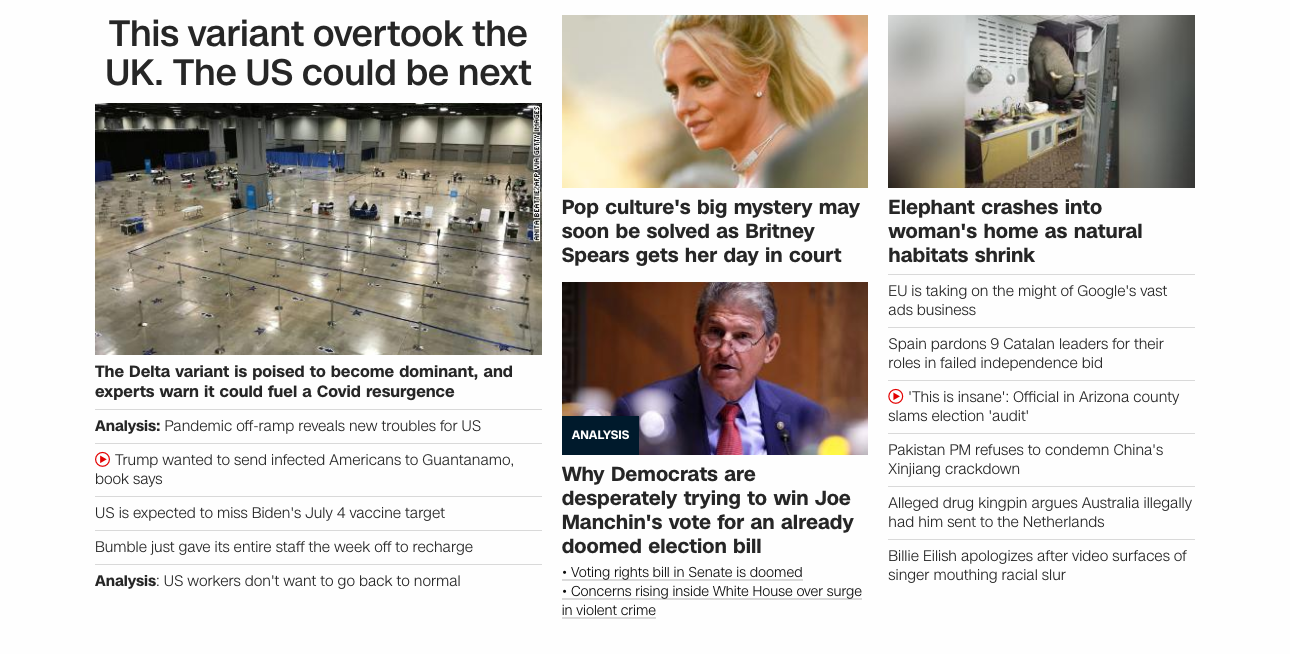 This variant overtook the
UK. The US could be next
ANITA BEATTIE/AFP VIA GETTY IMAGES
The Delta variant is poised to become dominant, and
experts warn it could fuel a Covid resurgence
Analysis: Pandemic off-ramp reveals new troubles for US
Trump wanted to send infected Americans to Guantanamo,
book says
US is expected to miss Biden's July 4 vaccine target
Bumble just gave its entire staff the week off to recharge
Analysis: US workers don't want to go back to normal
Pop culture's big mystery may
soon be solved as Britney
Spears gets her day in court
ANALYSIS
Why Democrats are
desperately trying to win Joe
Manchin's vote for an already
doomed election bill
• Voting rights bill in Senate is doomed
• Concerns rising inside White House over surge
in violent crime
Elephant crashes into
woman's home as natural
habitats shrink
EU is taking on the might of Google's vast
ads business
Spain pardons 9 Catalan leaders for their
roles in failed independence bid
'This is insane': Official in Arizona county
slams election 'audit'
Pakistan PM refuses to condemn China's
Xinjiang crackdown
Alleged drug kingpin argues Australia illegally
had him sent to the Netherlands
Billie Eilish apologizes after video surfaces of
singer mouthing racial slur